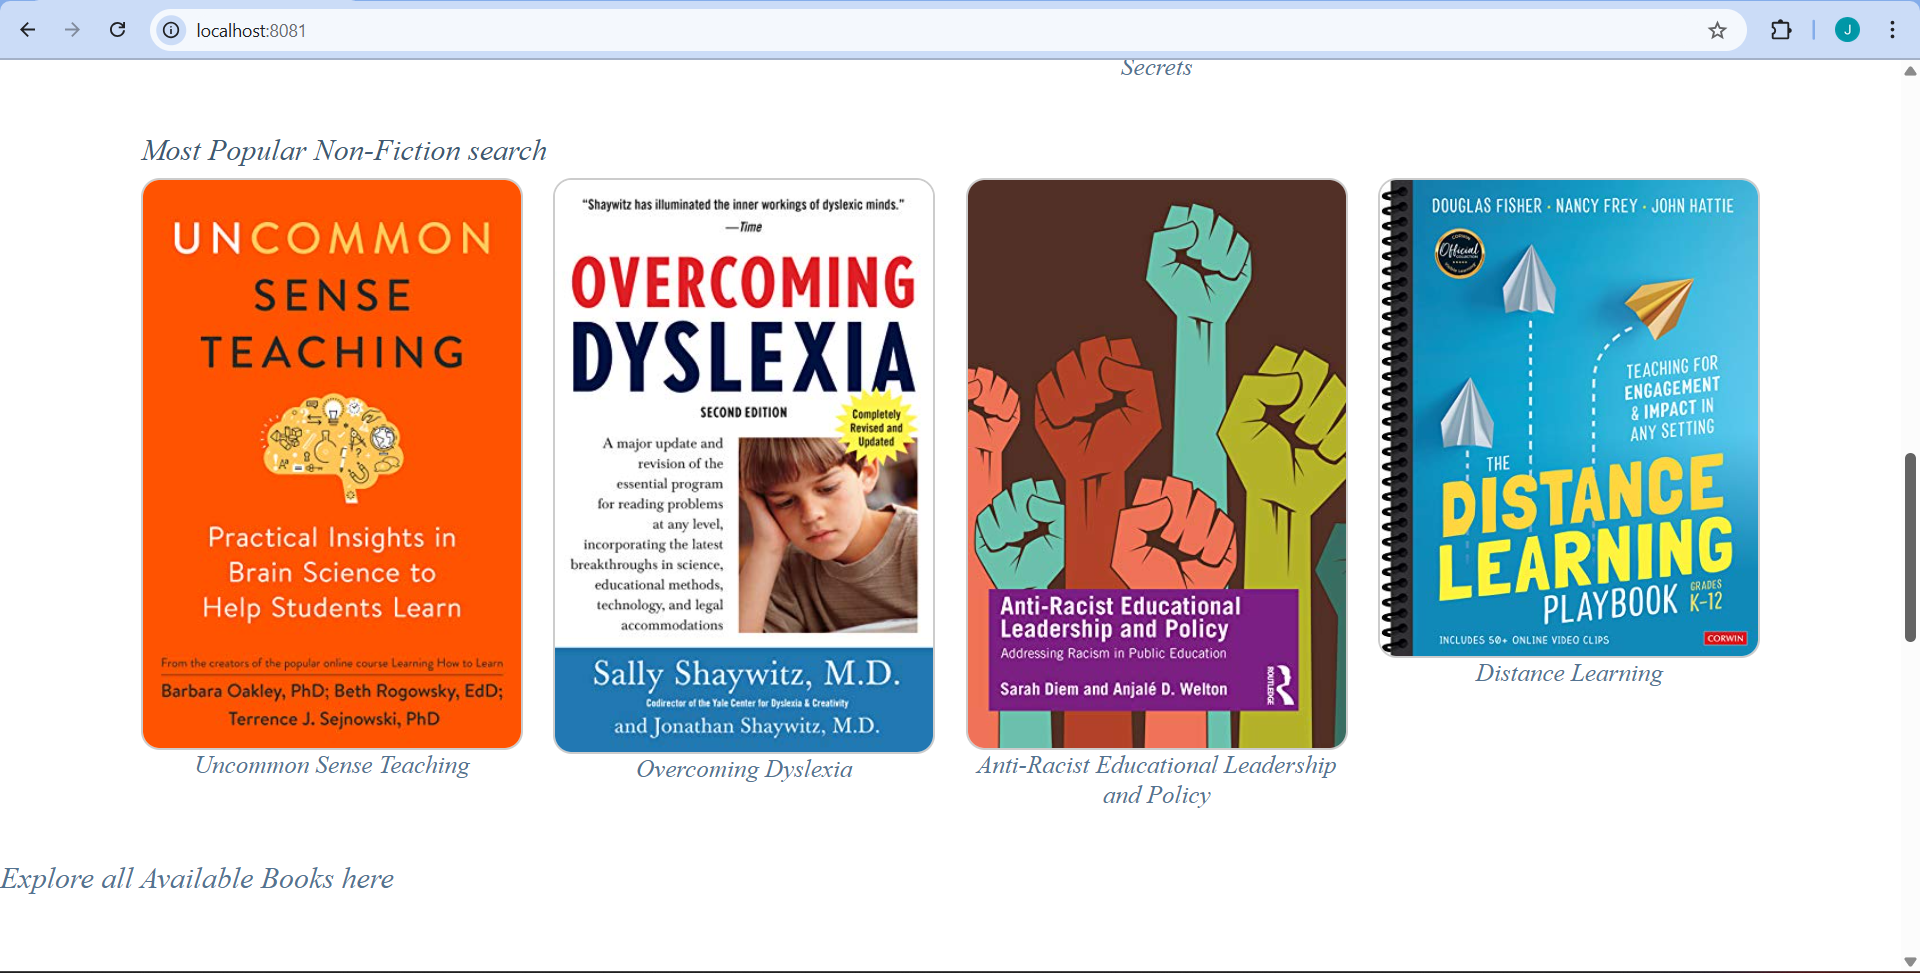 localhost:8081
J
Secrets
Most Popular Non-Fiction search
UNCOMMON
SENSE
TEACHING
Practical Insights in
Brain Science to
Help Students Learn
From the creators of the popular online course Learning How to Learn
Barbara Oakley, PhD; Beth Rogowsky, EdD;
Terrence J. Sejnowski, PhD
Uncommon Sense Teaching
“Shaywitz has illuminated the inner workings of dyslexic minds.”
—Time
OVERCOMING
DYSLEXIA
SECOND EDITION
Completely
Revised and
Updated
A major update and
revision of the
essential program
for reading problems
at any level,
incorporating the latest
breakthroughs in science,
educational methods,
technology, and legal
accommodations
Sally Shaywitz, M.D.
Codirector of the Yale Center for Dyslexia & Creativity
and Jonathan Shaywitz, M.D.
Overcoming Dyslexia
Anti-Racist Educational
Leadership and Policy
Addressing Racism in Public Education
Sarah Diem and Anjalé D. Welton
ROUTLEDGE
Anti-Racist Educational Leadership
and Policy
DOUGLAS FISHER · NANCY FREY · JOHN HATTIE
CORWIN
Official
COLLECTION
TEACHING FOR
ENGAGEMENT
& IMPACT IN
ANY SETTING
THE
DISTANCE
LEARNING
PLAYBOOK
GRADES
K–12
INCLUDES 50+ ONLINE VIDEO CLIPS
CORWIN
Distance Learning
Explore all Available Books here